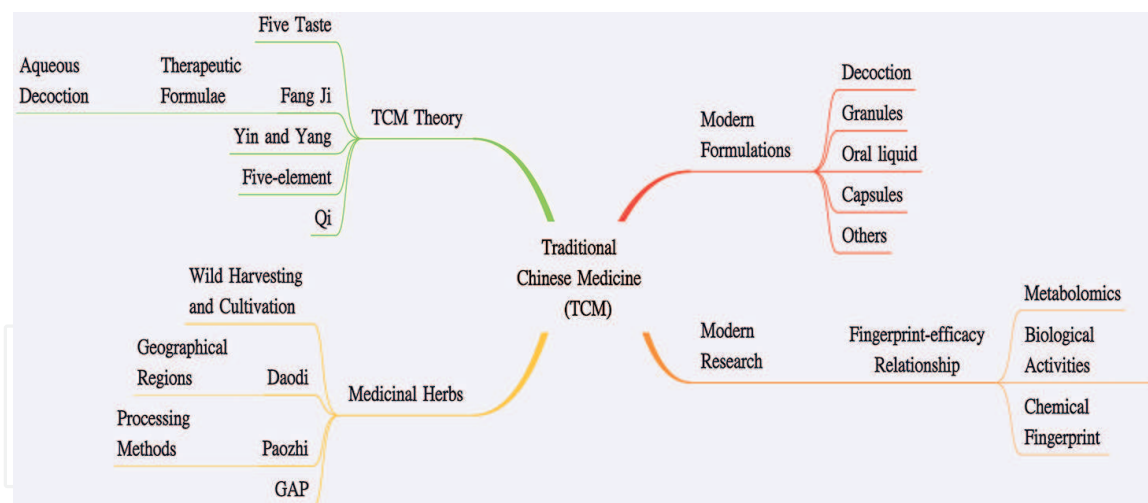 Five Taste
Aqueous
Decoction
Therapeutic
Formulae
Fang Ji
Yin and Yang
Five-element
Qi
TCM Theory
Wild Harvesting
and Cultivation
Geographical
Regions
Daodi
Processing
Methods
Paozhi
GAP
Medicinal Herbs
Traditional
Chinese Medicine
(TCM)
Modern
Formulations
Decoction
Granules
Oral liquid
Capsules
Others
Modern
Research
Fingerprint-efficacy
Relationship
Metabolomics
Biological
Activities
Chemical
Fingerprint